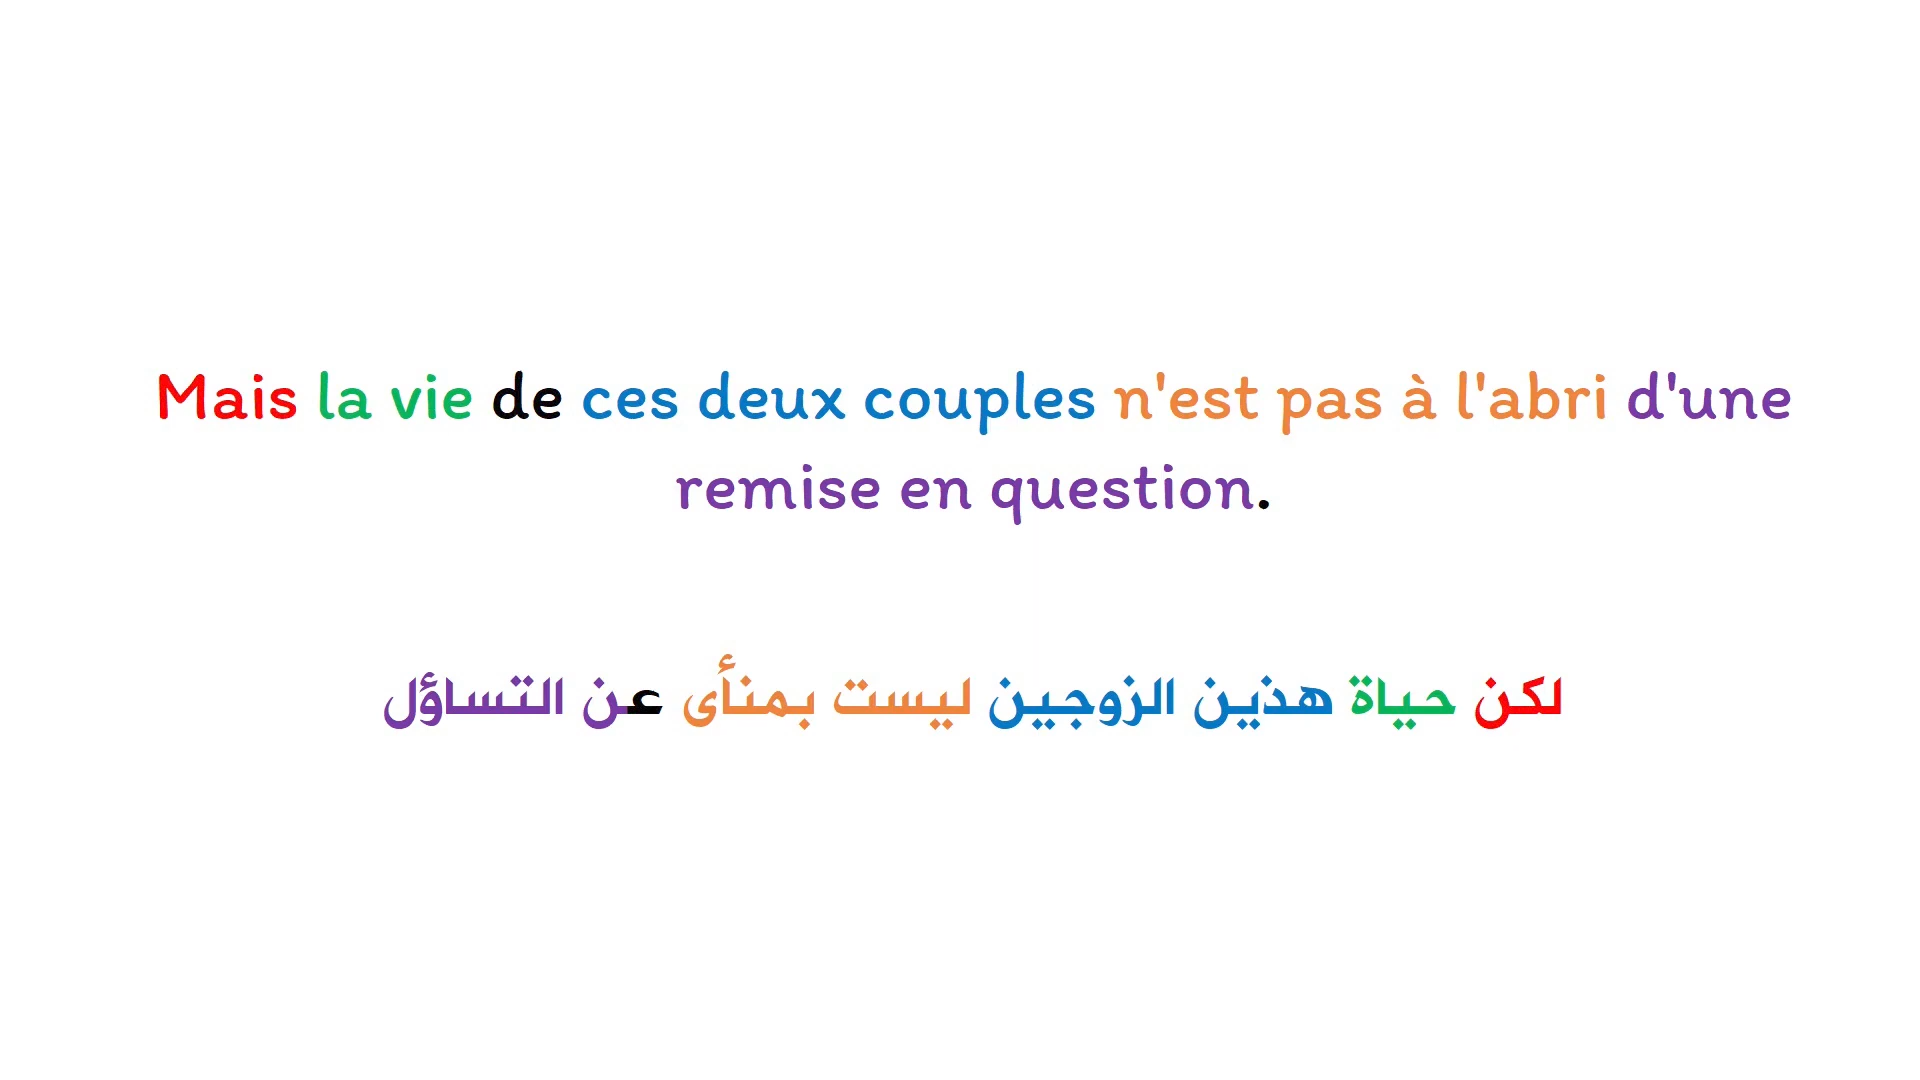 Mais la vie de ces deux couples n'est pas à l'abri d'une
remise en question.
لكن حياة هذين الزوجين ليست بمنأى عن التساؤل